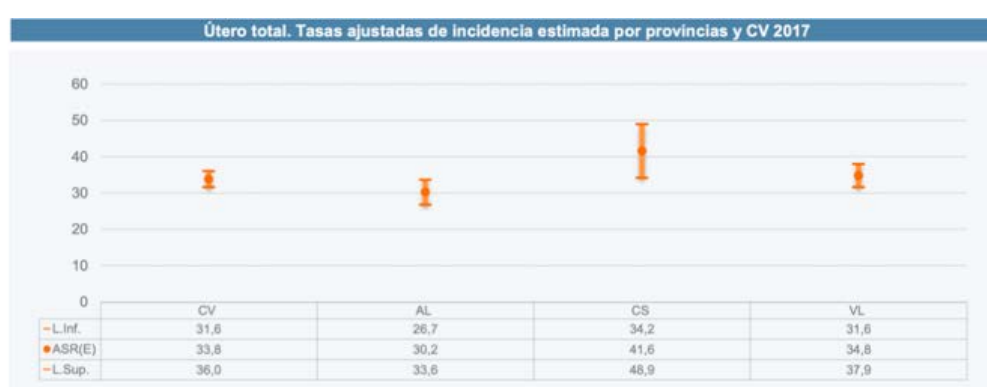 Útero total. Tasas ajustadas de incidencia estimada por provincias y CV 2017
60
50
40
30
20
10
0
CV AL CS VL
L.Inf. 31,6 26,7 34,2 31,6
ASR(E) 33,8 30,2 41,6 34,8
L.Sup. 36,0 33,6 48,9 37,9